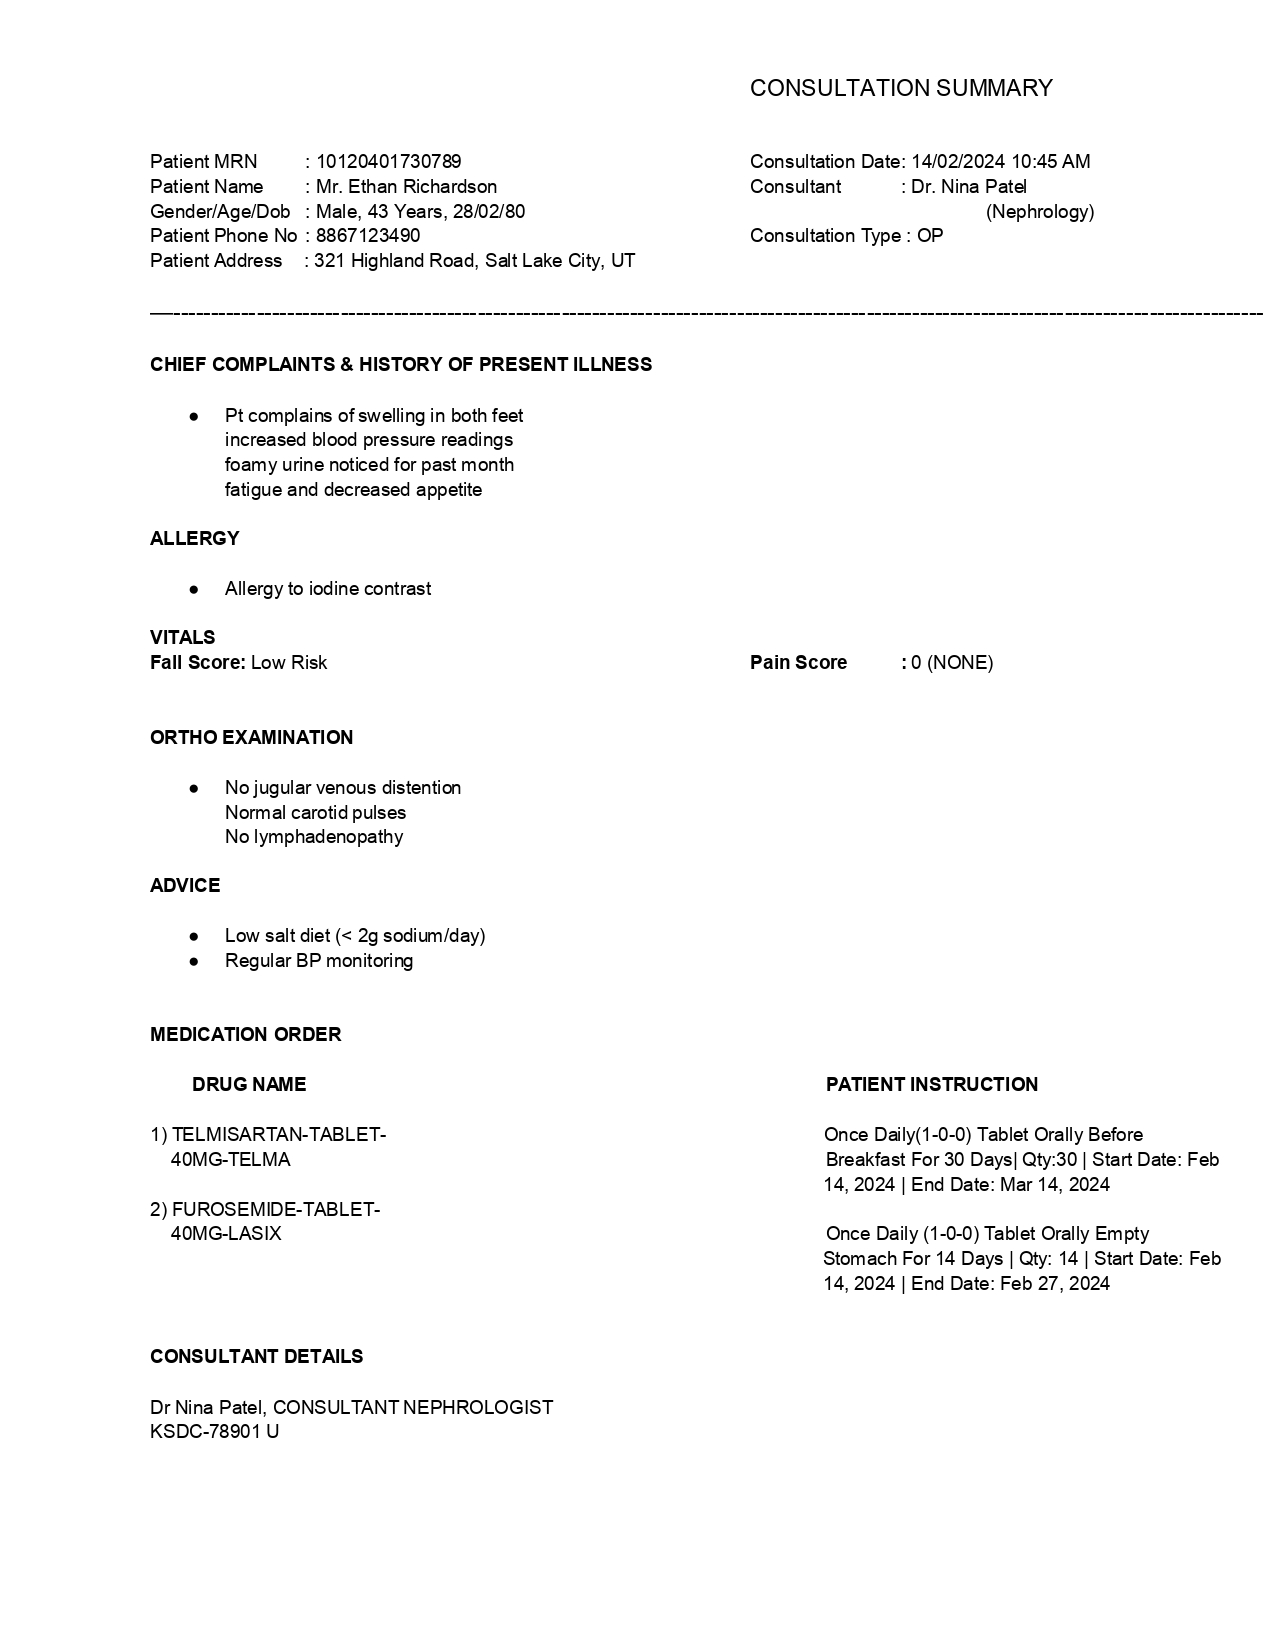 CONSULTATION SUMMARY
Patient MRN : 10120401730789
Patient Name : Mr. Ethan Richardson
Gender/Age/Dob : Male, 43 Years, 28/02/80
Patient Phone No : 8867123490
Patient Address : 321 Highland Road, Salt Lake City, UT
Consultation Date: 14/02/2024 10:45 AM
Consultant : Dr. Nina Patel
(Nephrology)
Consultation Type : OP
CHIEF COMPLAINTS & HISTORY OF PRESENT ILLNESS
● Pt complains of swelling in both feet
increased blood pressure readings
foamy urine noticed for past month
fatigue and decreased appetite
ALLERGY
● Allergy to iodine contrast
VITALS
Fall Score: Low Risk
Pain Score : 0 (NONE)
ORTHO EXAMINATION
● No jugular venous distention
Normal carotid pulses
No lymphadenopathy
ADVICE
● Low salt diet (< 2g sodium/day)
● Regular BP monitoring
MEDICATION ORDER
DRUG NAME
PATIENT INSTRUCTION
1) TELMISARTAN-TABLET-
40MG-TELMA
Once Daily(1-0-0) Tablet Orally Before
Breakfast For 30 Days| Qty:30 | Start Date: Feb
14, 2024 | End Date: Mar 14, 2024
2) FUROSEMIDE-TABLET-
40MG-LASIX
Once Daily (1-0-0) Tablet Orally Empty
Stomach For 14 Days | Qty: 14 | Start Date: Feb
14, 2024 | End Date: Feb 27, 2024
CONSULTANT DETAILS
Dr Nina Patel, CONSULTANT NEPHROLOGIST
KSDC-78901 U